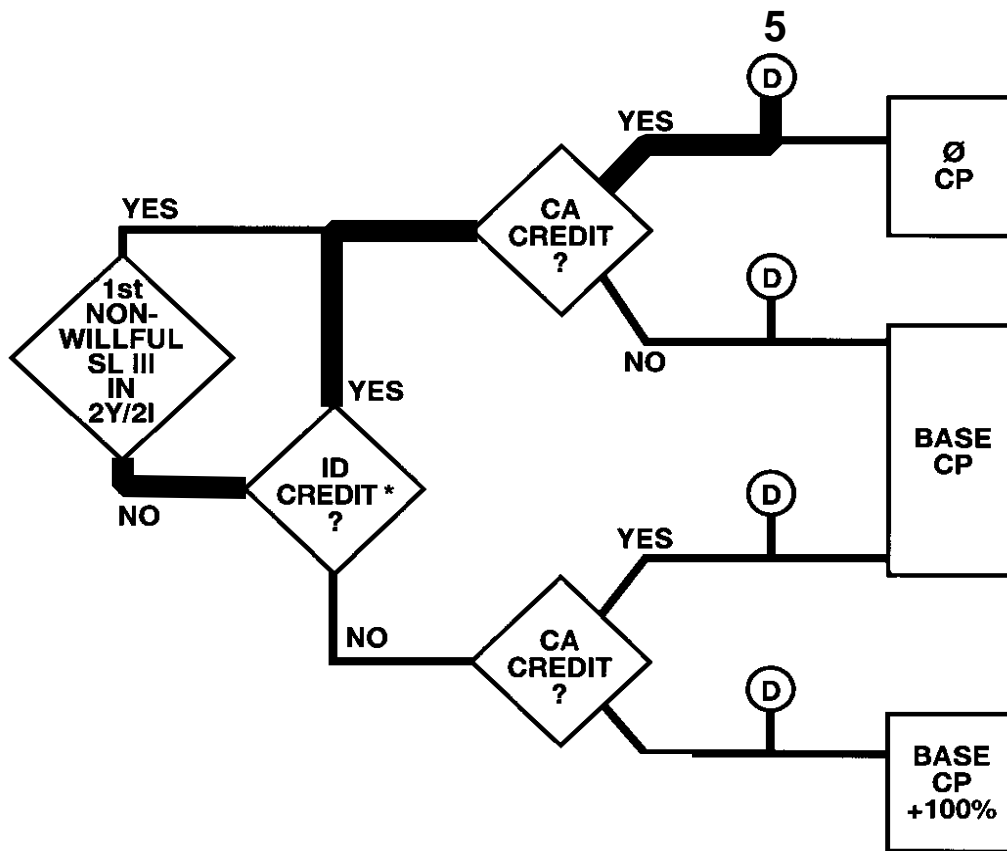 5
D
YES
Ø
CP
CA
CREDIT
?
YES
D
1st
NON-
WILLFUL
SL III
IN
2Y/2I
NO
YES
BASE
CP
ID
CREDIT *
?
NO
D
YES
NO
CA
CREDIT
?
D
BASE
CP
+100%